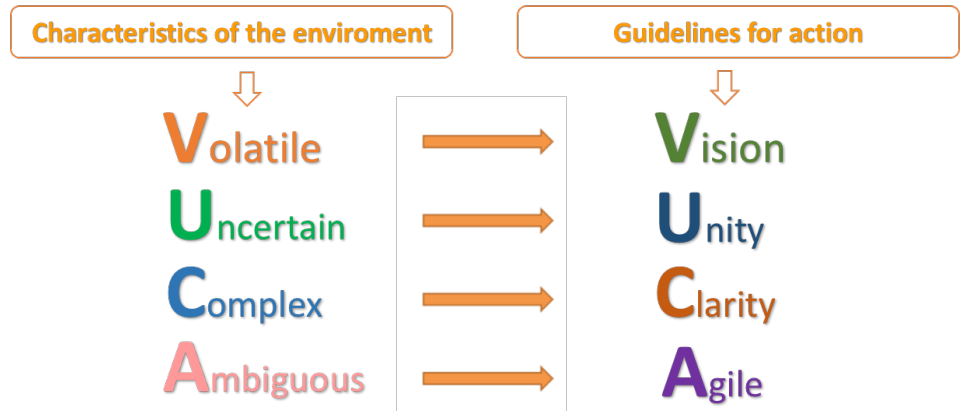 Characteristics of the enviroment
Guidelines for action
Volatile
Vision
Uncertain
Unity
Complex
Clarity
Ambiguous
Agile